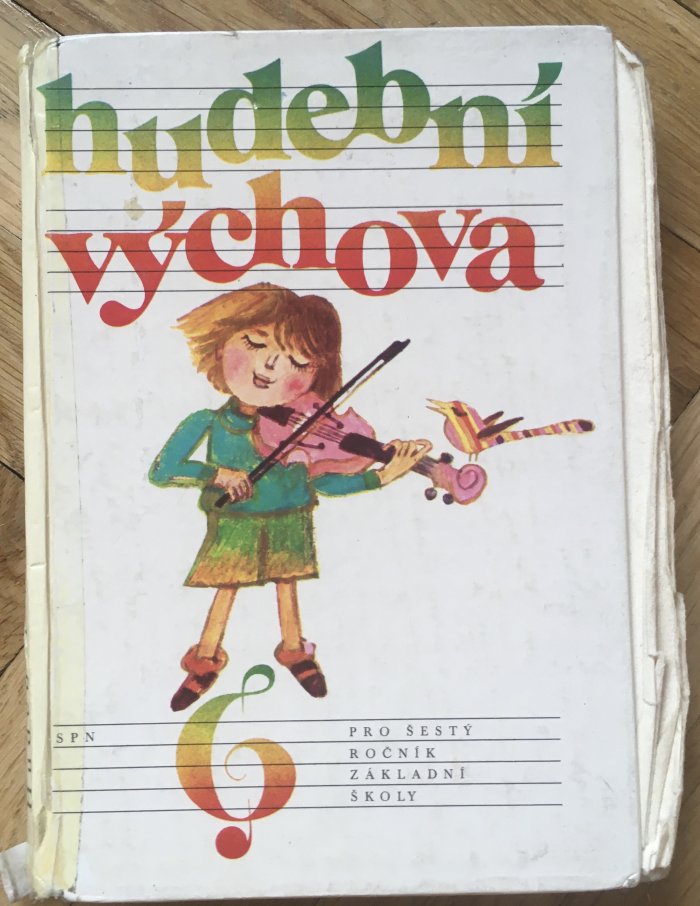 hudební
výchova
SPN
6
PRO ŠESTÝ
ROČNÍK
ZÁKLADNÍ
ŠKOLY